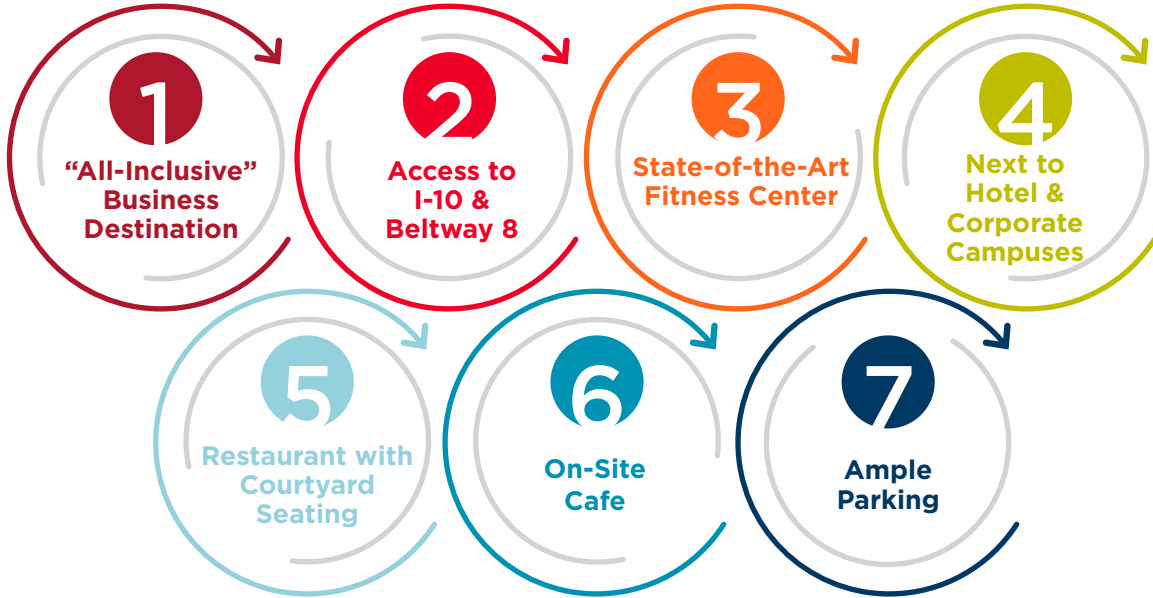 1
“All-Inclusive”
Business
Destination
2
Access to
I-10 &
Beltway 8
3
State-of-the-Art
Fitness Center
4
Next to
Hotel &
Corporate
Campuses
5
Restaurant with
Courtyard
Seating
6
On-Site
Cafe
7
Ample
Parking